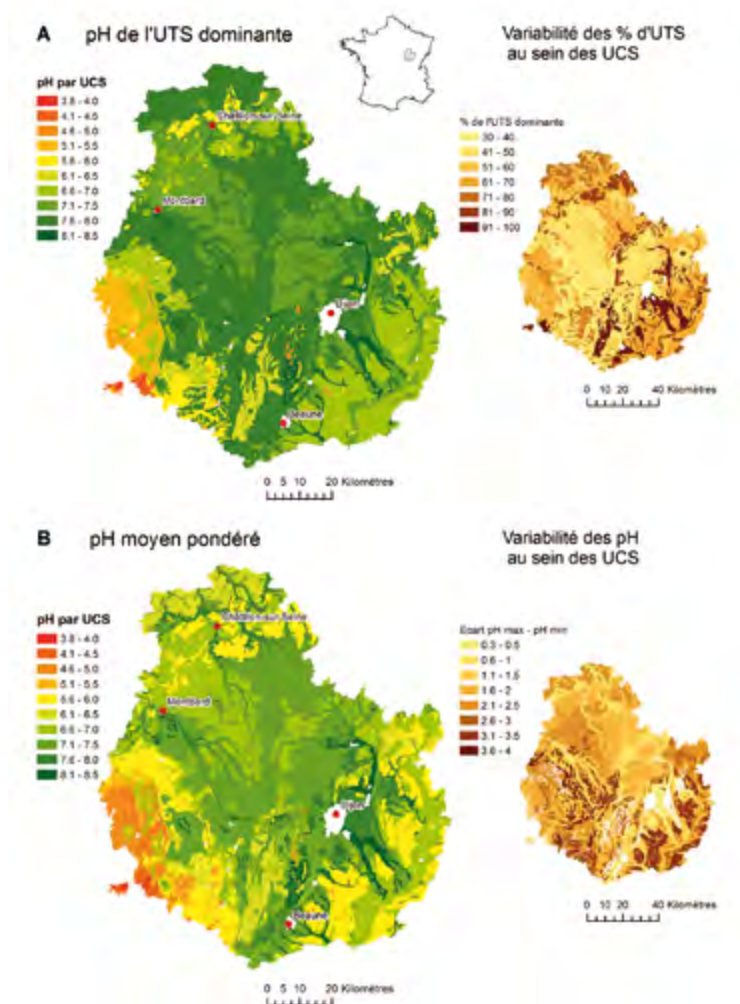 A pH de l'UTS dominante
Variabilité des % d'UTS
au sein des UCS
pH par UCS
3.8 - 4.0
4.1 - 4.5
4.6 - 5.0
5.1 - 5.5
5.6 - 6.0
6.1 - 6.5
6.6 - 7.0
7.1 - 7.5
7.6 - 8.0
8.1 - 8.5
Châtillon-sur-Seine
Montbard
Dijon
Beaune
0 5 10 20 Kilomètres
% de l'UTS dominante
30 - 40
41 - 50
51 - 60
61 - 70
71 - 80
81 - 90
91 - 100
0 10 20 40 Kilomètres
B pH moyen pondéré
Variabilité des pH
au sein des UCS
pH par UCS
3.8 - 4.0
4.1 - 4.5
4.6 - 5.0
5.1 - 5.5
5.6 - 6.0
6.1 - 6.5
6.6 - 7.0
7.1 - 7.5
7.6 - 8.0
8.1 - 8.5
Châtillon-sur-Seine
Montbard
Dijon
Beaune
0 5 10 20 Kilomètres
Ecart pH max - pH min
0.3 - 0.5
0.6 - 1
1.1 - 1.5
1.6 - 2
2.1 - 2.5
2.6 - 3
3.1 - 3.5
3.6 - 4
0 10 20 40 Kilomètres